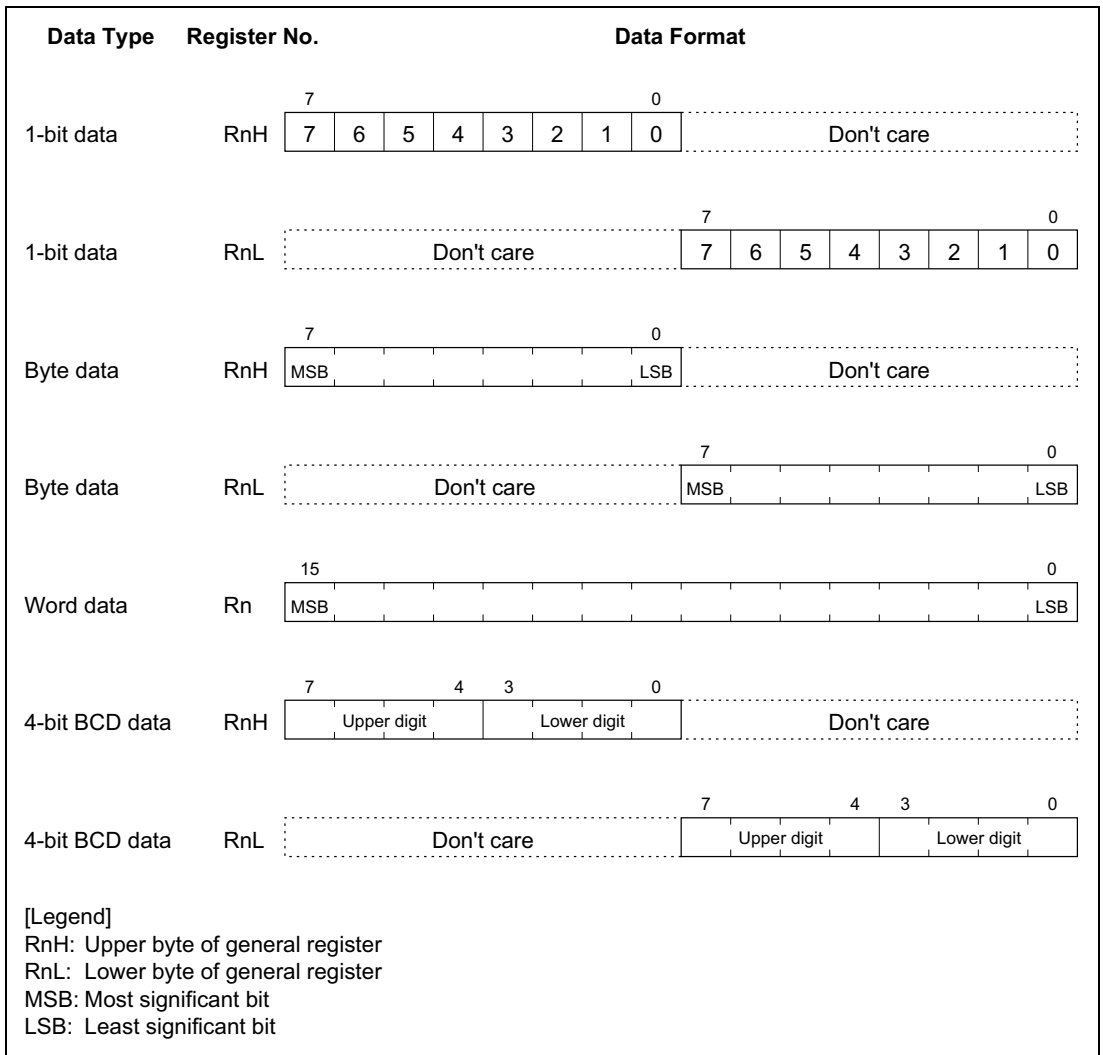 Data Type Register No. Data Format
7 0
1-bit data RnH 7 6 5 4 3 2 1 0 Don't care
7 0
1-bit data RnL Don't care 7 6 5 4 3 2 1 0
7 0
Byte data RnH MSB LSB Don't care
7 0
Byte data RnL Don't care MSB LSB
15 0
Word data Rn MSB LSB
7 4 3 0
4-bit BCD data RnH Upper digit Lower digit Don't care
7 4 3 0
4-bit BCD data RnL Don't care Upper digit Lower digit
[Legend]
RnH: Upper byte of general register
RnL: Lower byte of general register
MSB: Most significant bit
LSB: Least significant bit